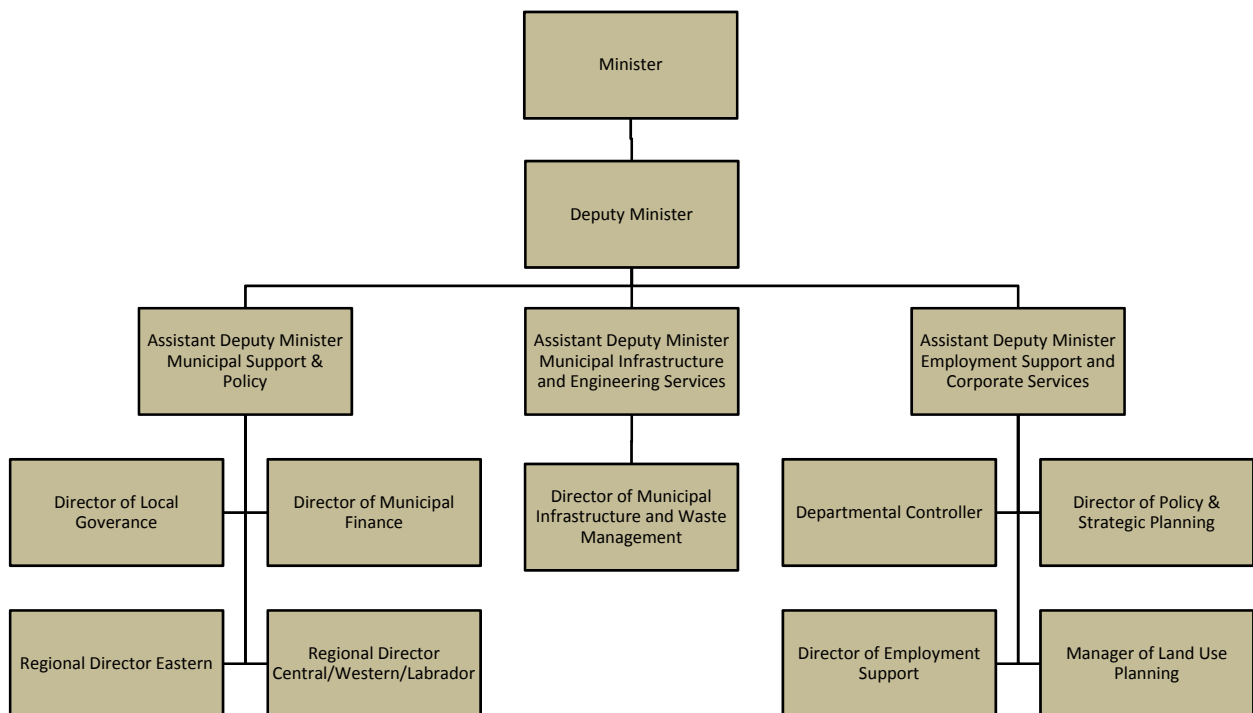 Minister
Deputy Minister
Assistant Deputy Minister
Municipal Support &
Policy
Assistant Deputy Minister
Municipal Infrastructure
and Engineering Services
Assistant Deputy Minister
Employment Support and
Corporate Services
Director of Local
Goverance
Director of Municipal
Finance
Director of Municipal
Infrastructure and Waste
Management
Departmental Controller
Director of Policy &
Strategic Planning
Regional Director Eastern
Regional Director
Central/Western/Labrador
Director of Employment
Support
Manager of Land Use
Planning